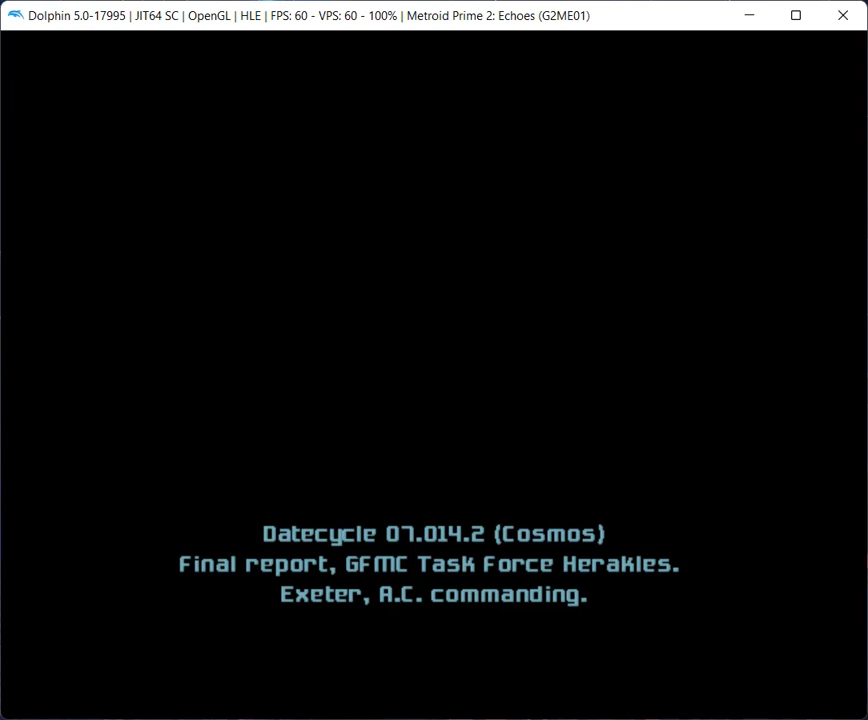 Dolphin 5.0-17995 | JIT64 SC | OpenGL | HLE | FPS: 60 - VPS: 60 - 100% | Metroid Prime 2: Echoes (G2ME01)
Datecycle 07.014.2 (Cosmos)
Final report, GFMC Task Force Herakles.
Exeter, A.C. commanding.